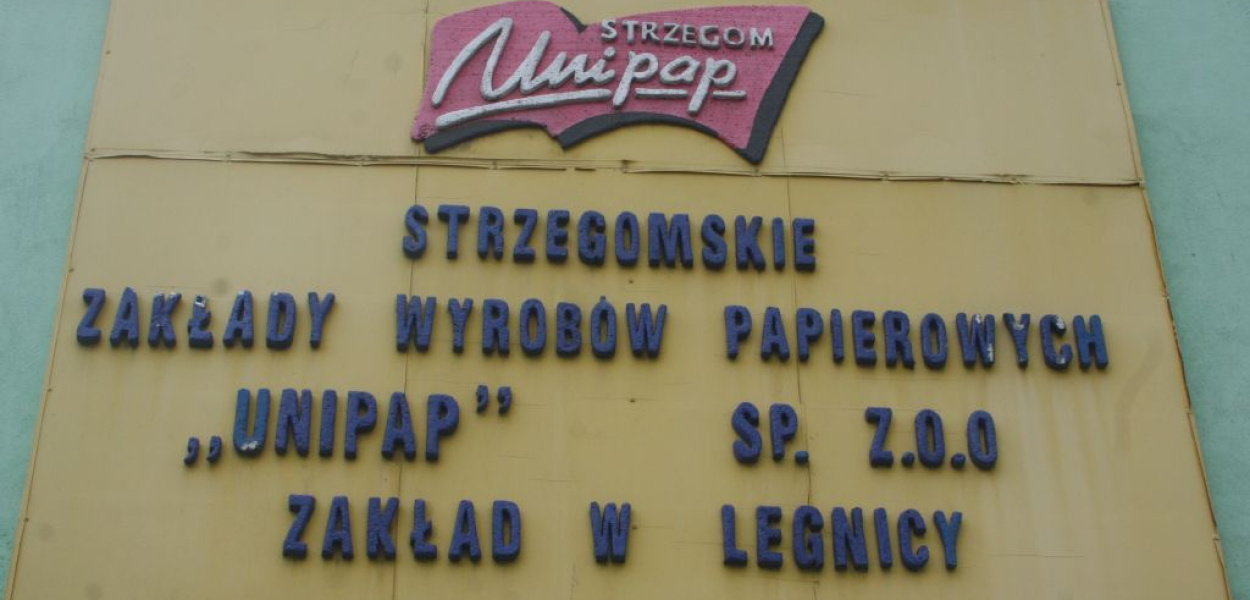 STRZEGOM
Unipap
STRZEGOMSKIE
ZAKŁADY WYROBÓW PAPIEROWYCH
„UNIPAP” SP. Z.O.O
ZAKŁAD W LEGNICY